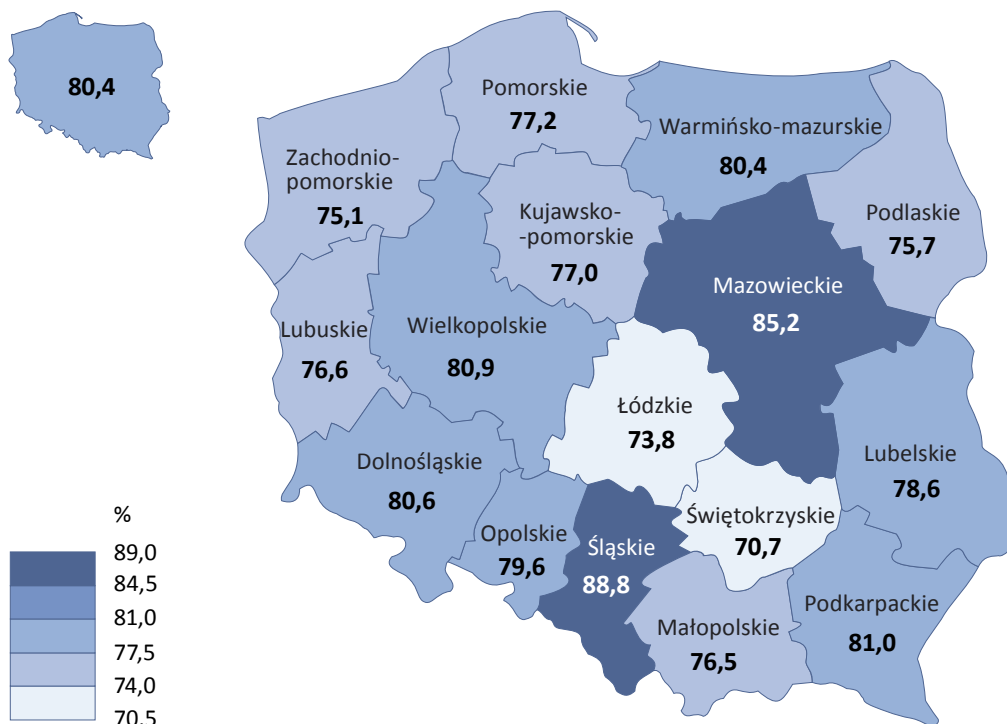 80,4
Pomorskie
77,2
Warmińsko-mazurskie
80,4
Zachodnio-
pomorskie
75,1
Kujawsko-
-pomorskie
77,0
Podlaskie
75,7
Mazowieckie
85,2
Lubuskie
76,6
Wielkopolskie
80,9
Łódzkie
73,8
Dolnośląskie
80,6
Lubelskie
78,6
Opolskie
79,6
Śląskie
88,8
Świętokrzyskie
70,7
Małopolskie
76,5
Podkarpackie
81,0
%
89,0
84,5
81,0
77,5
74,0
70,5